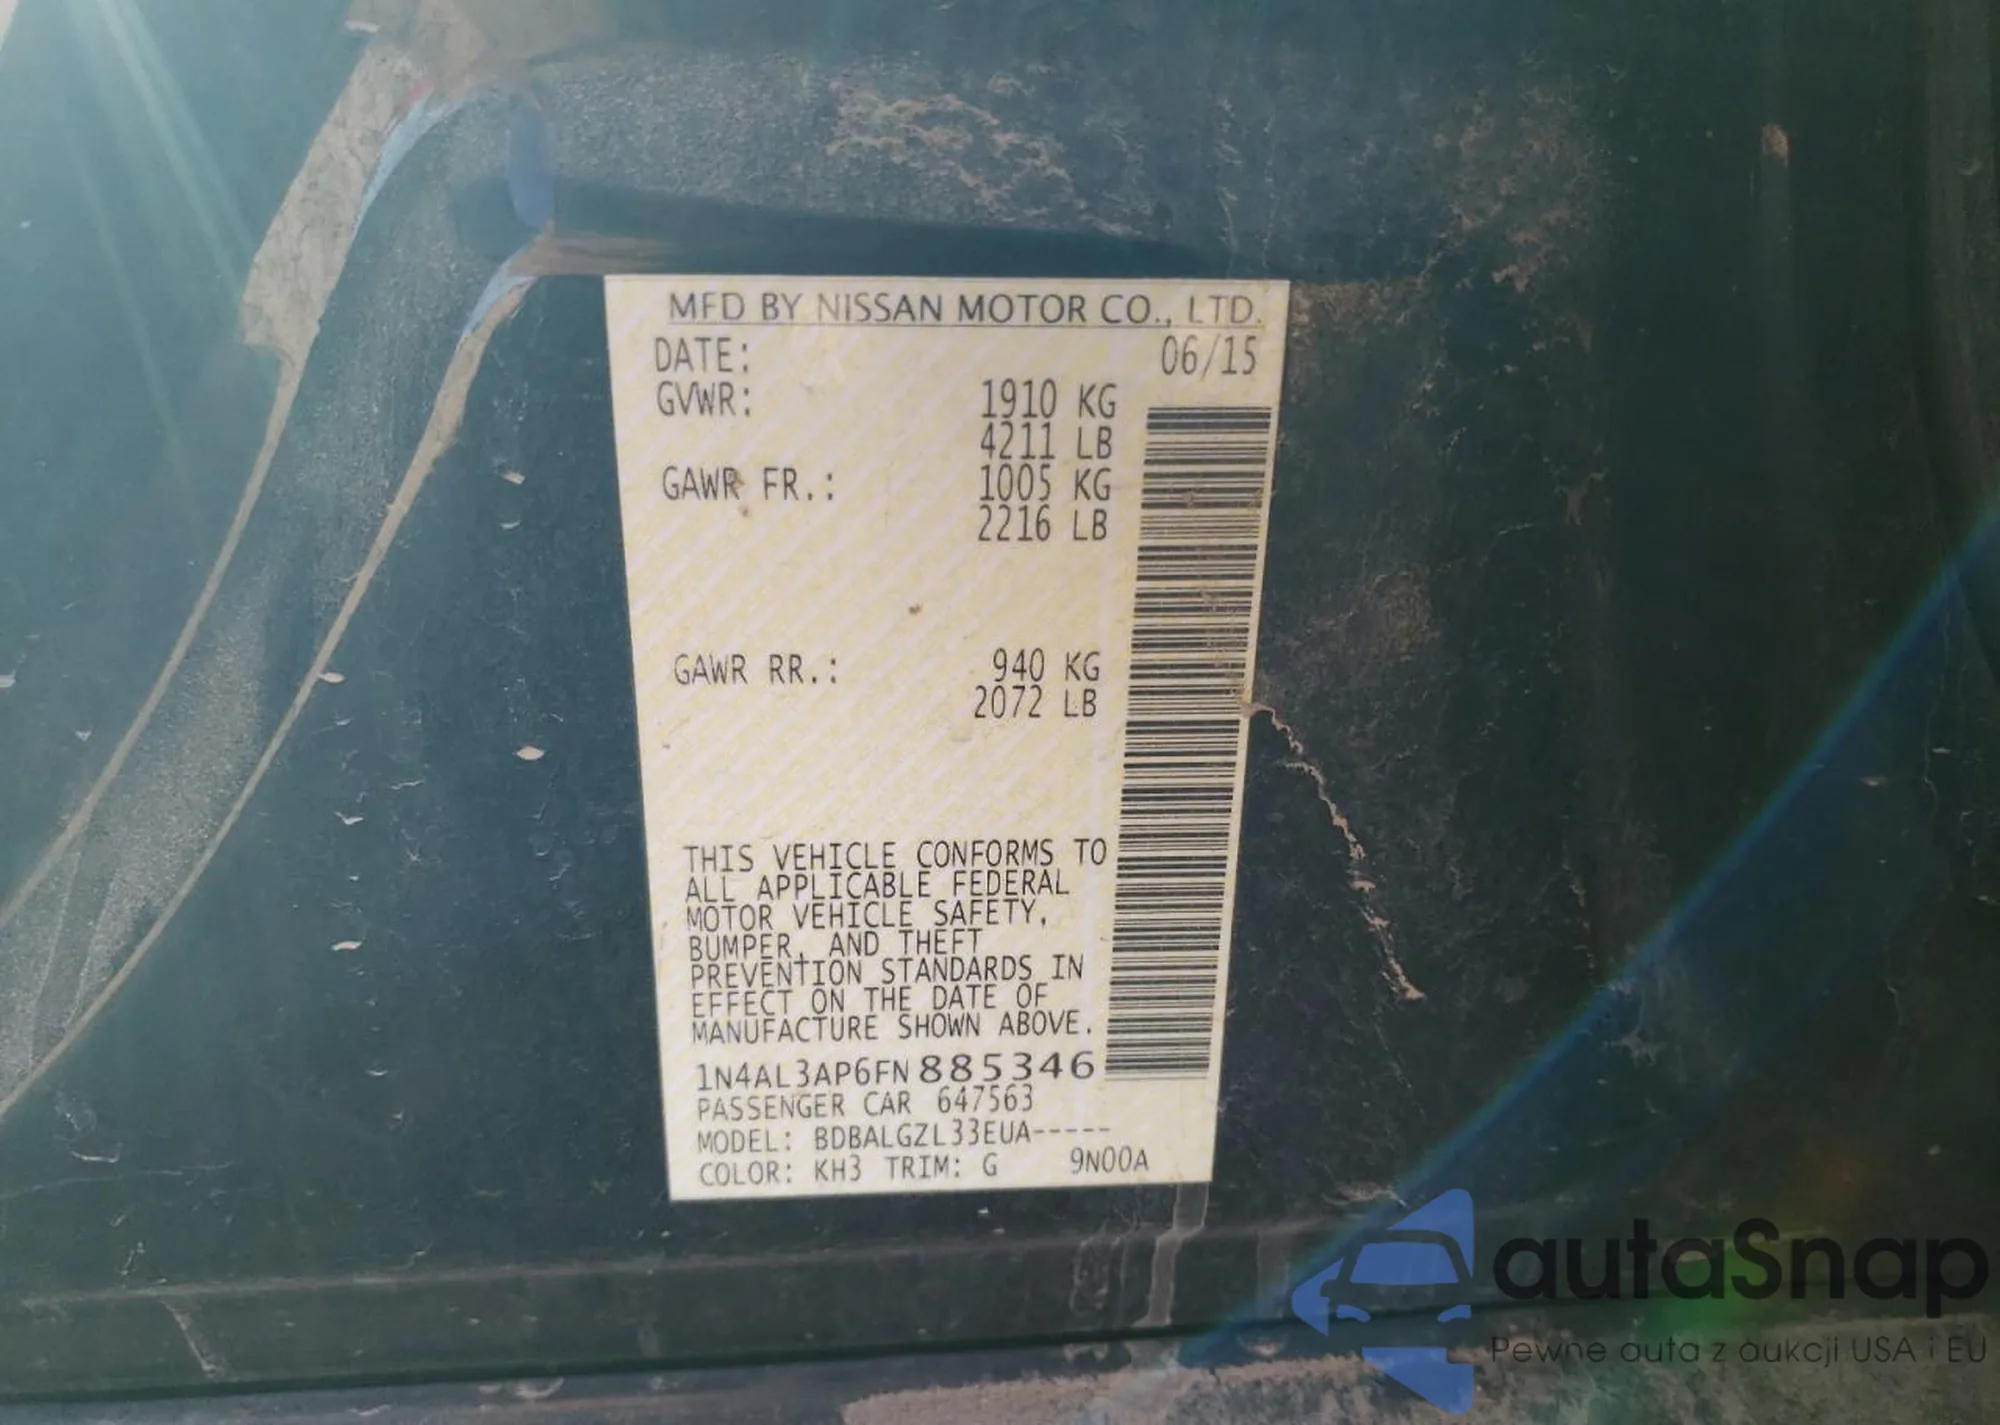 MFD BY NISSAN MOTOR CO., LTD.
DATE: 06/15
GVWR: 1910 KG
4211 LB
GAWR FR.: 1005 KG
2216 LB
GAWR RR.: 940 KG
2072 LB
THIS VEHICLE CONFORMS TO
ALL APPLICABLE FEDERAL
MOTOR VEHICLE SAFETY,
BUMPER, AND THEFT
PREVENTION STANDARDS IN
EFFECT ON THE DATE OF
MANUFACTURE SHOWN ABOVE.
1N4AL3AP6FN885346
PASSENGER CAR 647563
MODEL: BDBALGZL33EUA-----
COLOR: KH3 TRIM: G 9N00A
autaSnap
Pewne auta z aukcji USA i EU